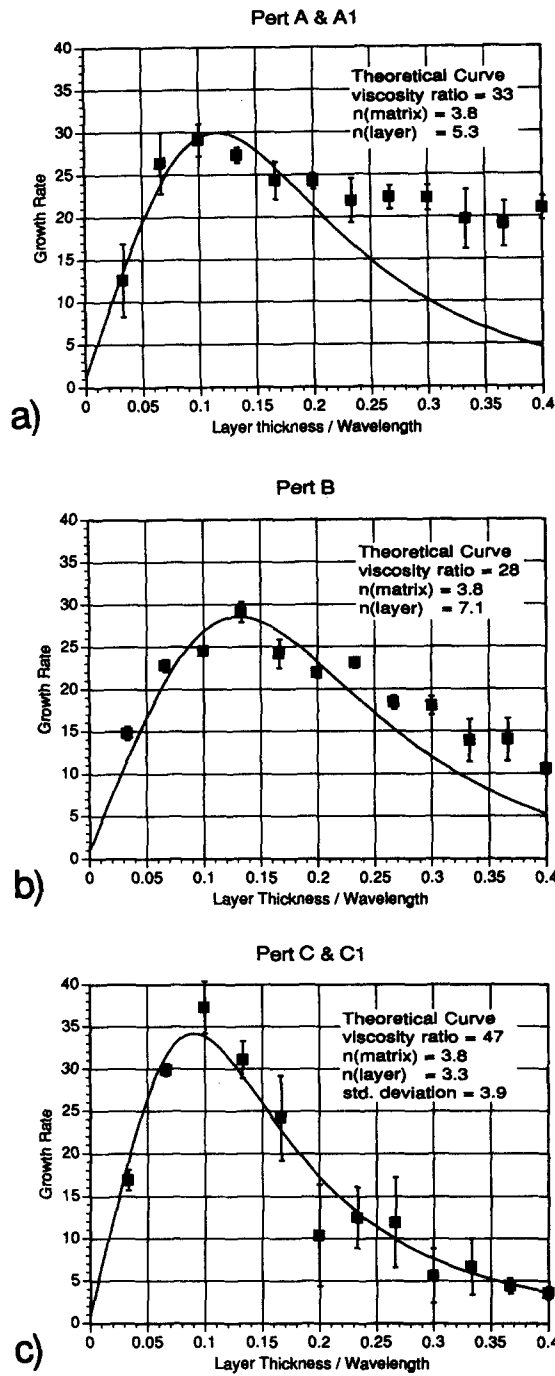 Pert A & A1
40
35
30
25
20
15
10
5
0
Growth Rate
Theoretical Curve
viscosity ratio = 33
n(matrix) = 3.8
n(layer) = 5.3
0 0.05 0.1 0.15 0.2 0.25 0.3 0.35 0.4
Layer thickness / Wavelength
a)
Pert B
40
35
30
25
20
15
10
5
0
Growth Rate
Theoretical Curve
viscosity ratio = 28
n(matrix) = 3.8
n(layer) = 7.1
0 0.05 0.1 0.15 0.2 0.25 0.3 0.35 0.4
Layer Thickness / Wavelength
b)
Pert C & C1
40
35
30
25
20
15
10
5
0
Growth Rate
Theoretical Curve
viscosity ratio = 47
n(matrix) = 3.8
n(layer) = 3.3
std. deviation = 3.9
0 0.05 0.1 0.15 0.2 0.25 0.3 0.35 0.4
Layer Thickness / Wavelength
c)